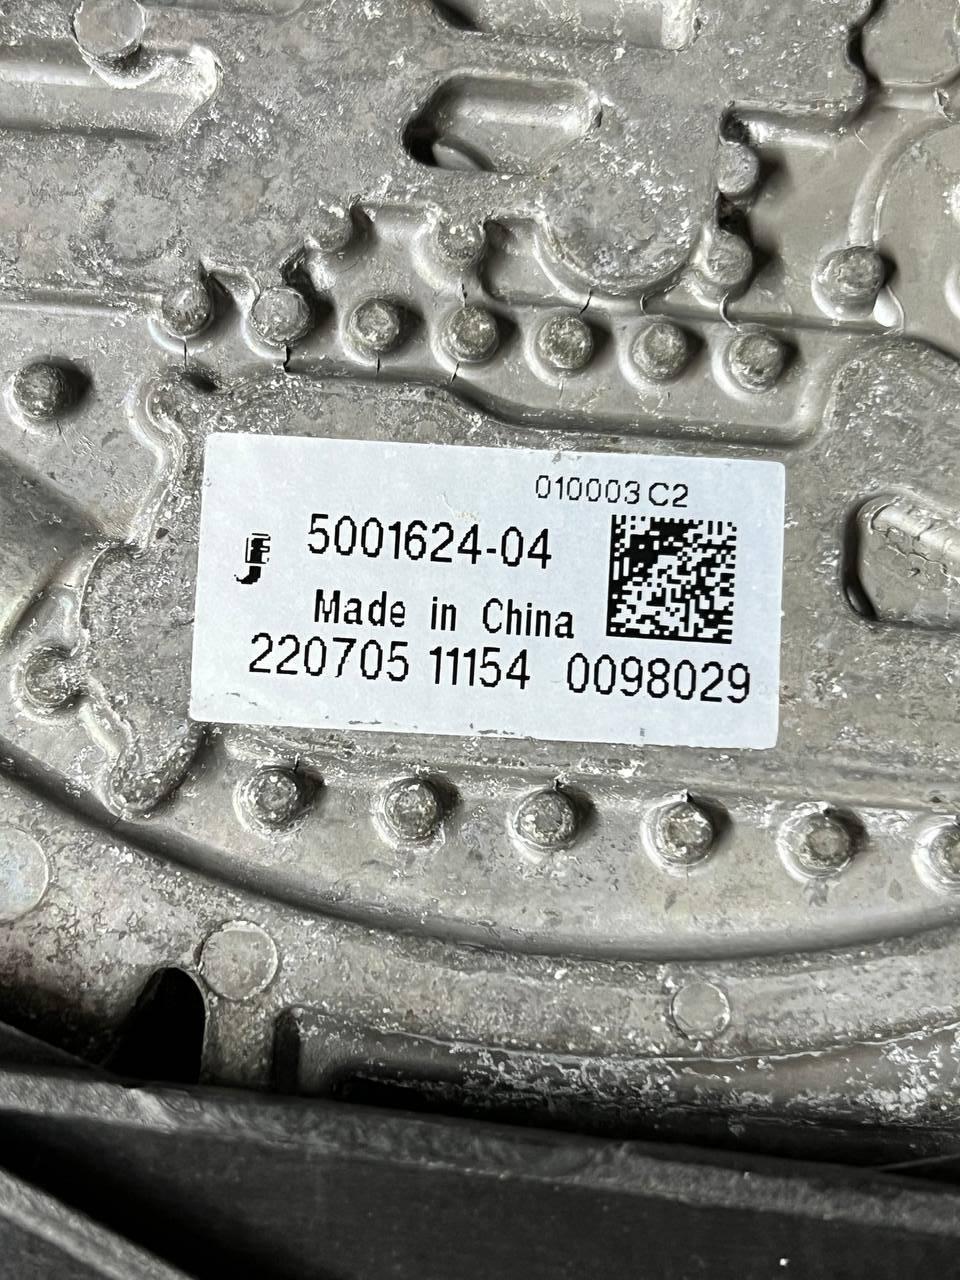 010003 C2
5001624-04
Made in China
220705 11154 0098029